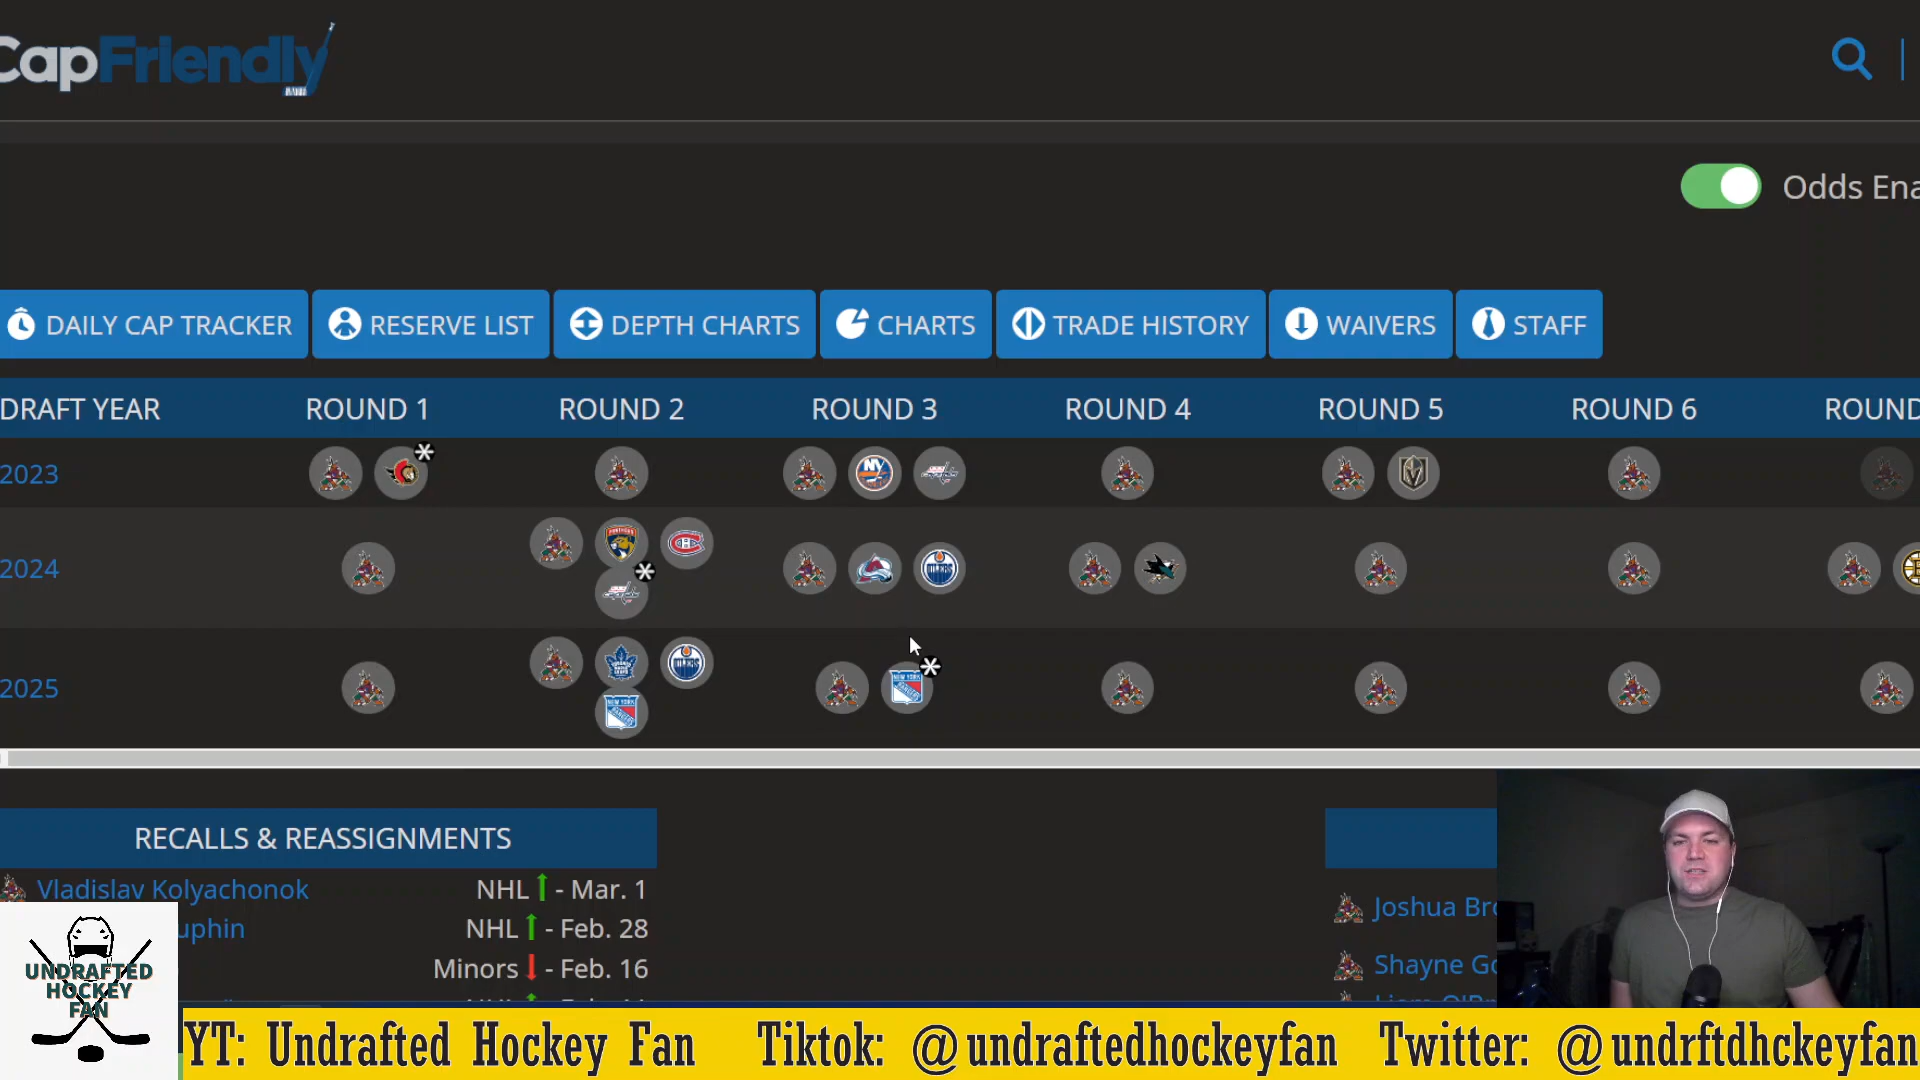 CapFriendly
Odds Ena
DAILY CAP TRACKER RESERVE LIST DEPTH CHARTS CHARTS TRADE HISTORY WAIVERS STAFF
DRAFT YEAR ROUND 1 ROUND 2 ROUND 3 ROUND 4 ROUND 5 ROUND 6 ROUND
2023
2024
2025
RECALLS & REASSIGNMENTS
Vladislav Kolyachonok NHL - Mar. 1
uphin NHL - Feb. 28
Minors - Feb. 16
Joshua Bro
Shayne Go
UNDRAFTED
HOCKEY
FAN
YT: Undrafted Hockey Fan Tiktok: @undraftedhockeyfan Twitter: @undrftdhckeyfan